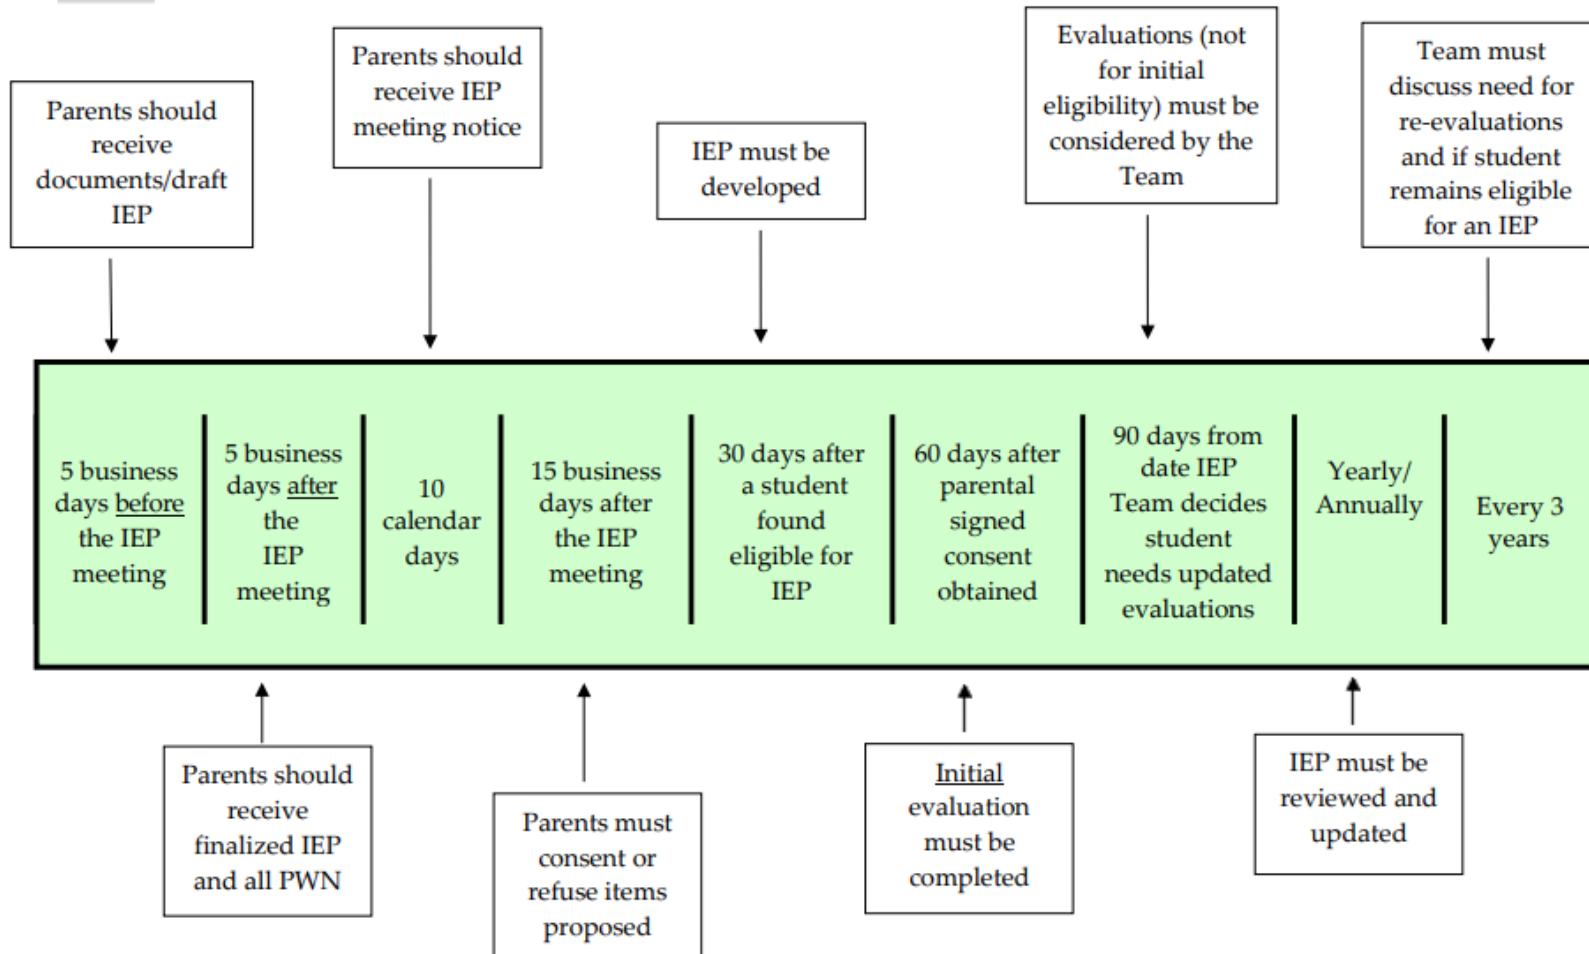 Parents should
receive
documents/draft
IEP
Parents should
receive IEP
meeting notice
IEP must be
developed
Evaluations (not
for initial
eligibility) must be
considered by the
Team
Team must
discuss need for
re-evaluations
and if student
remains eligible
for an IEP
5 business
days before
the IEP
meeting
5 business
days after
the
IEP
meeting
10
calendar
days
15 business
days after
the IEP
meeting
30 days after
a student
found
eligible for
IEP
60 days after
parental
signed
consent
obtained
90 days from
date IEP
Team decides
student
needs updated
evaluations
Yearly/
Annually
Every 3
years
Parents should
receive
finalized IEP
and all PWN
Parents must
consent or
refuse items
proposed
Initial
evaluation
must be
completed
IEP must be
reviewed and
updated